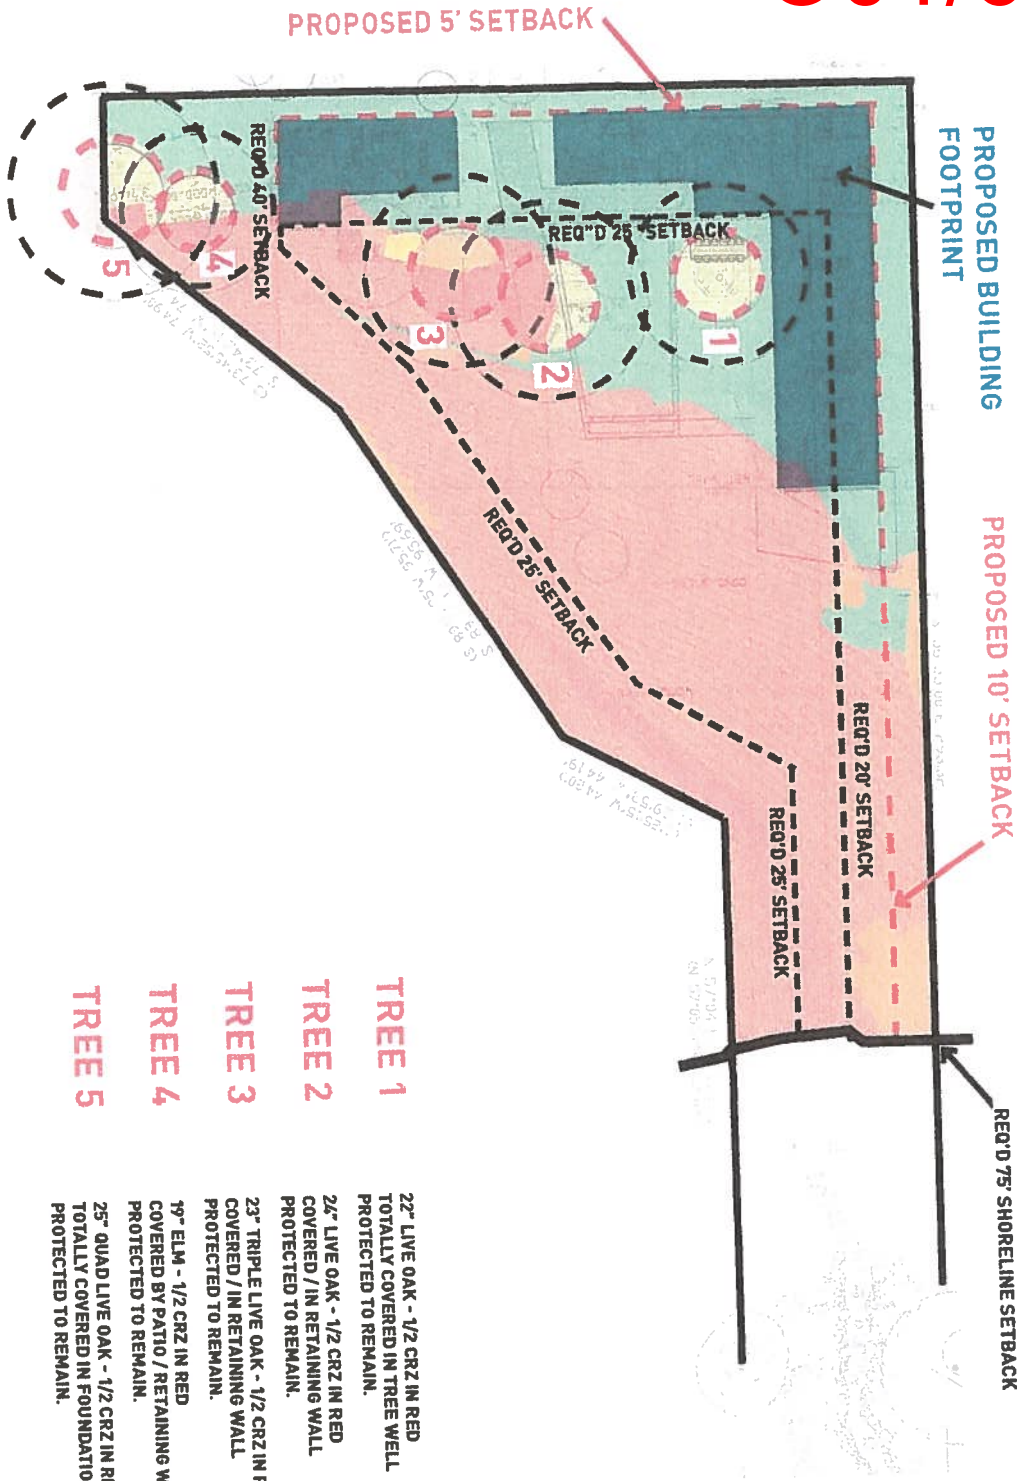 PROPOSED 5' SETBACK
PROPOSED BUILDING
FOOTPRINT
PROPOSED 10' SETBACK
REQ'D 40' SETBACK
REQ"D 25' SETBACK
REQ'D 25' SETBACK
REQ'D 20' SETBACK
REQ'D 25' SETBACK
REQ'D 75' SHORELINE SETBACK
1
2
3
4
5
TREE 1
22" LIVE OAK - 1/2 CRZ IN RED
TOTALLY COVERED IN TREE WELL
PROTECTED TO REMAIN.
TREE 2
24" LIVE OAK - 1/2 CRZ IN RED
COVERED / IN RETAINING WALL
PROTECTED TO REMAIN.
TREE 3
23" TRIPLE LIVE OAK - 1/2 CRZ IN
COVERED / IN RETAINING WALL
PROTECTED TO REMAIN.
TREE 4
19" ELM - 1/2 CRZ IN RED
COVERED BY PATIO / RETAINING
PROTECTED TO REMAIN.
TREE 5
25" QUAD LIVE OAK - 1/2 CRZ IN
TOTALLY COVERED IN
PROTECTED TO REMAIN.